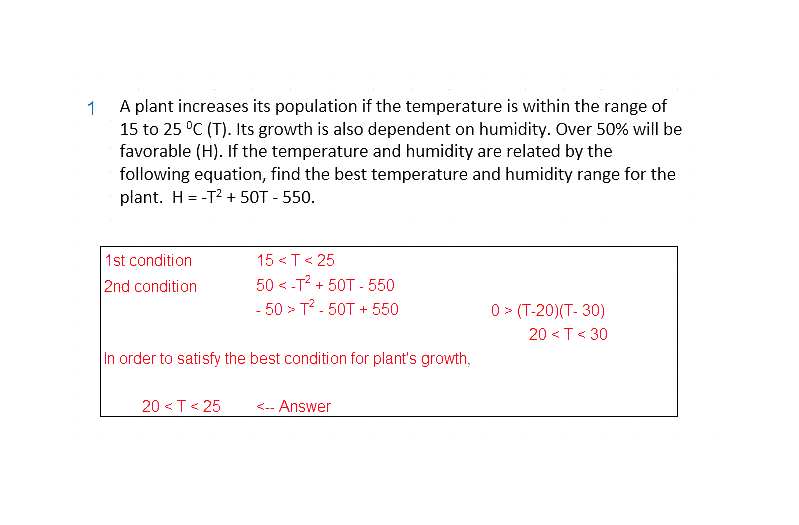 1 A plant increases its population if the temperature is within the range of
15 to 25 ⁰C (T). Its growth is also dependent on humidity. Over 50% will be
favorable (H). If the temperature and humidity are related by the
following equation, find the best temperature and humidity range for the
plant. H = -T² + 50T - 550.
1st condition 15 < T < 25
2nd condition 50 < -T² + 50T - 550
- 50 > T² - 50T + 550 0 > (T-20)(T- 30)
20 < T < 30
In order to satisfy the best condition for plant's growth,
20 < T < 25 <-- Answer